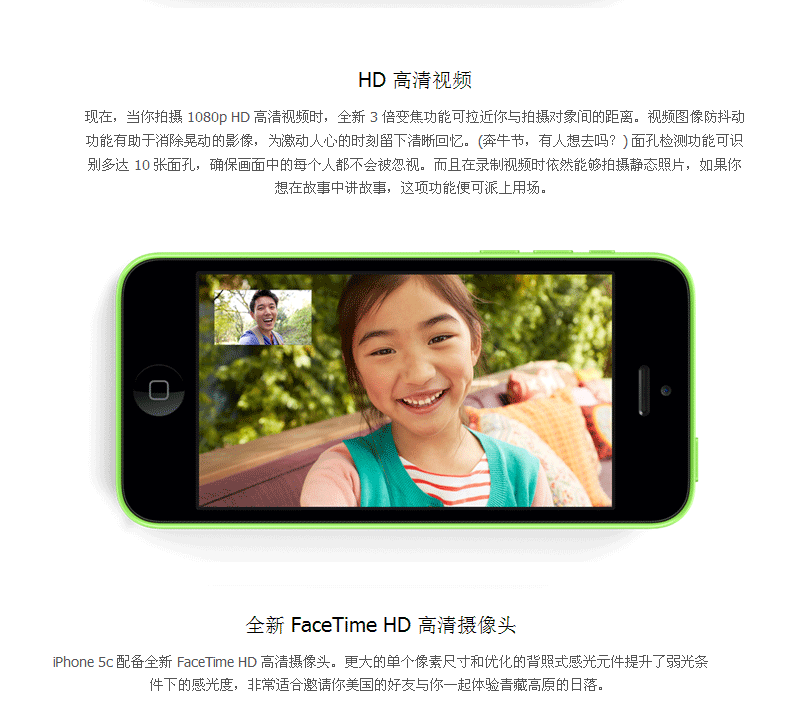 HD 高清视频
现在，当你拍摄 1080p HD 高清视频时，全新 3 倍变焦功能可拉近你与拍摄对象间的距离。视频图像防抖动
功能有助于消除晃动的影像，为激动人心的时刻留下清晰回忆。(奔牛节，有人想去吗？) 面孔检测功能可识
别多达 10 张面孔，确保画面中的每个人都不会被忽视。而且在录制视频时依然能够拍摄静态照片，如果你
想在故事中讲故事，这项功能便可派上用场。
全新 FaceTime HD 高清摄像头
iPhone 5c 配备全新 FaceTime HD 高清摄像头。更大的单个像素尺寸和优化的背照式感光元件提升了弱光条
件下的感光度，非常适合邀请你美国的好友与你一起体验青藏高原的日落。